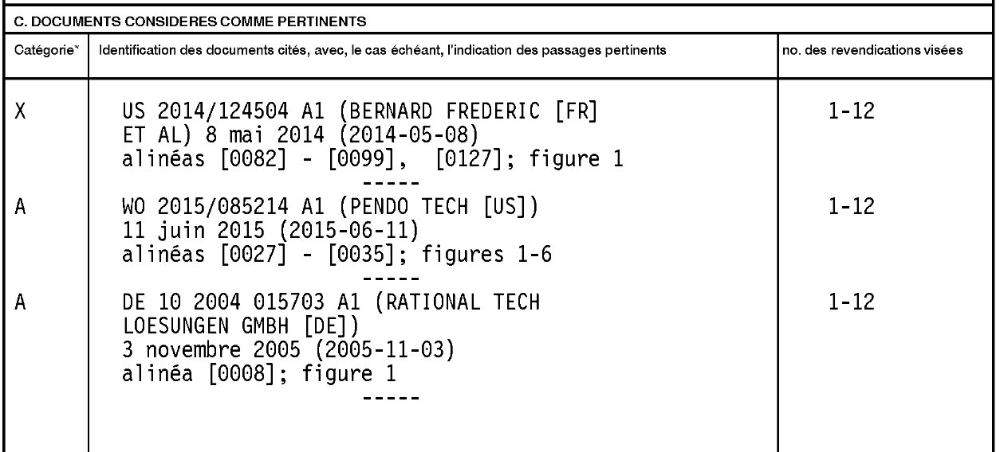 C. DOCUMENTS CONSIDERES COMME PERTINENTS
Catégorie* Identification des documents cités, avec, le cas échéant, l'indication des passages pertinents no. des revendications visées
X US 2014/124504 A1 (BERNARD FREDERIC [FR] 1-12
ET AL) 8 mai 2014 (2014-05-08)
alinéas [0082] - [0099], [0127]; figure 1
-----
A WO 2015/085214 A1 (PENDO TECH [US]) 1-12
11 juin 2015 (2015-06-11)
alinéas [0027] - [0035]; figures 1-6
-----
A DE 10 2004 015703 A1 (RATIONAL TECH 1-12
LOESUNGEN GMBH [DE])
3 novembre 2005 (2005-11-03)
alinéa [0008]; figure 1
-----